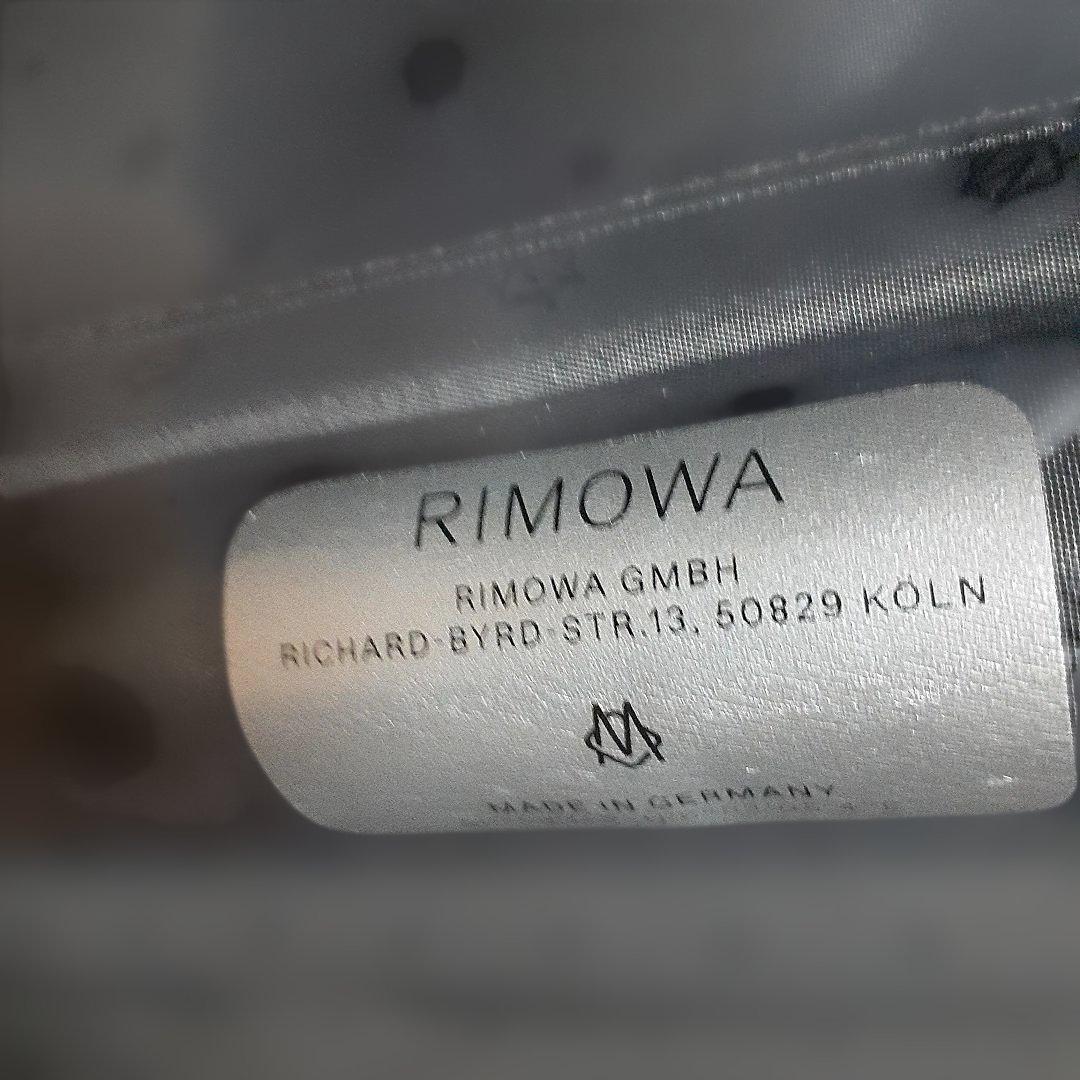 RIMOWA
RIMOWA GMBH
RICHARD-BYRD-STR.13, 50829 KÖLN
MADE IN GERMANY